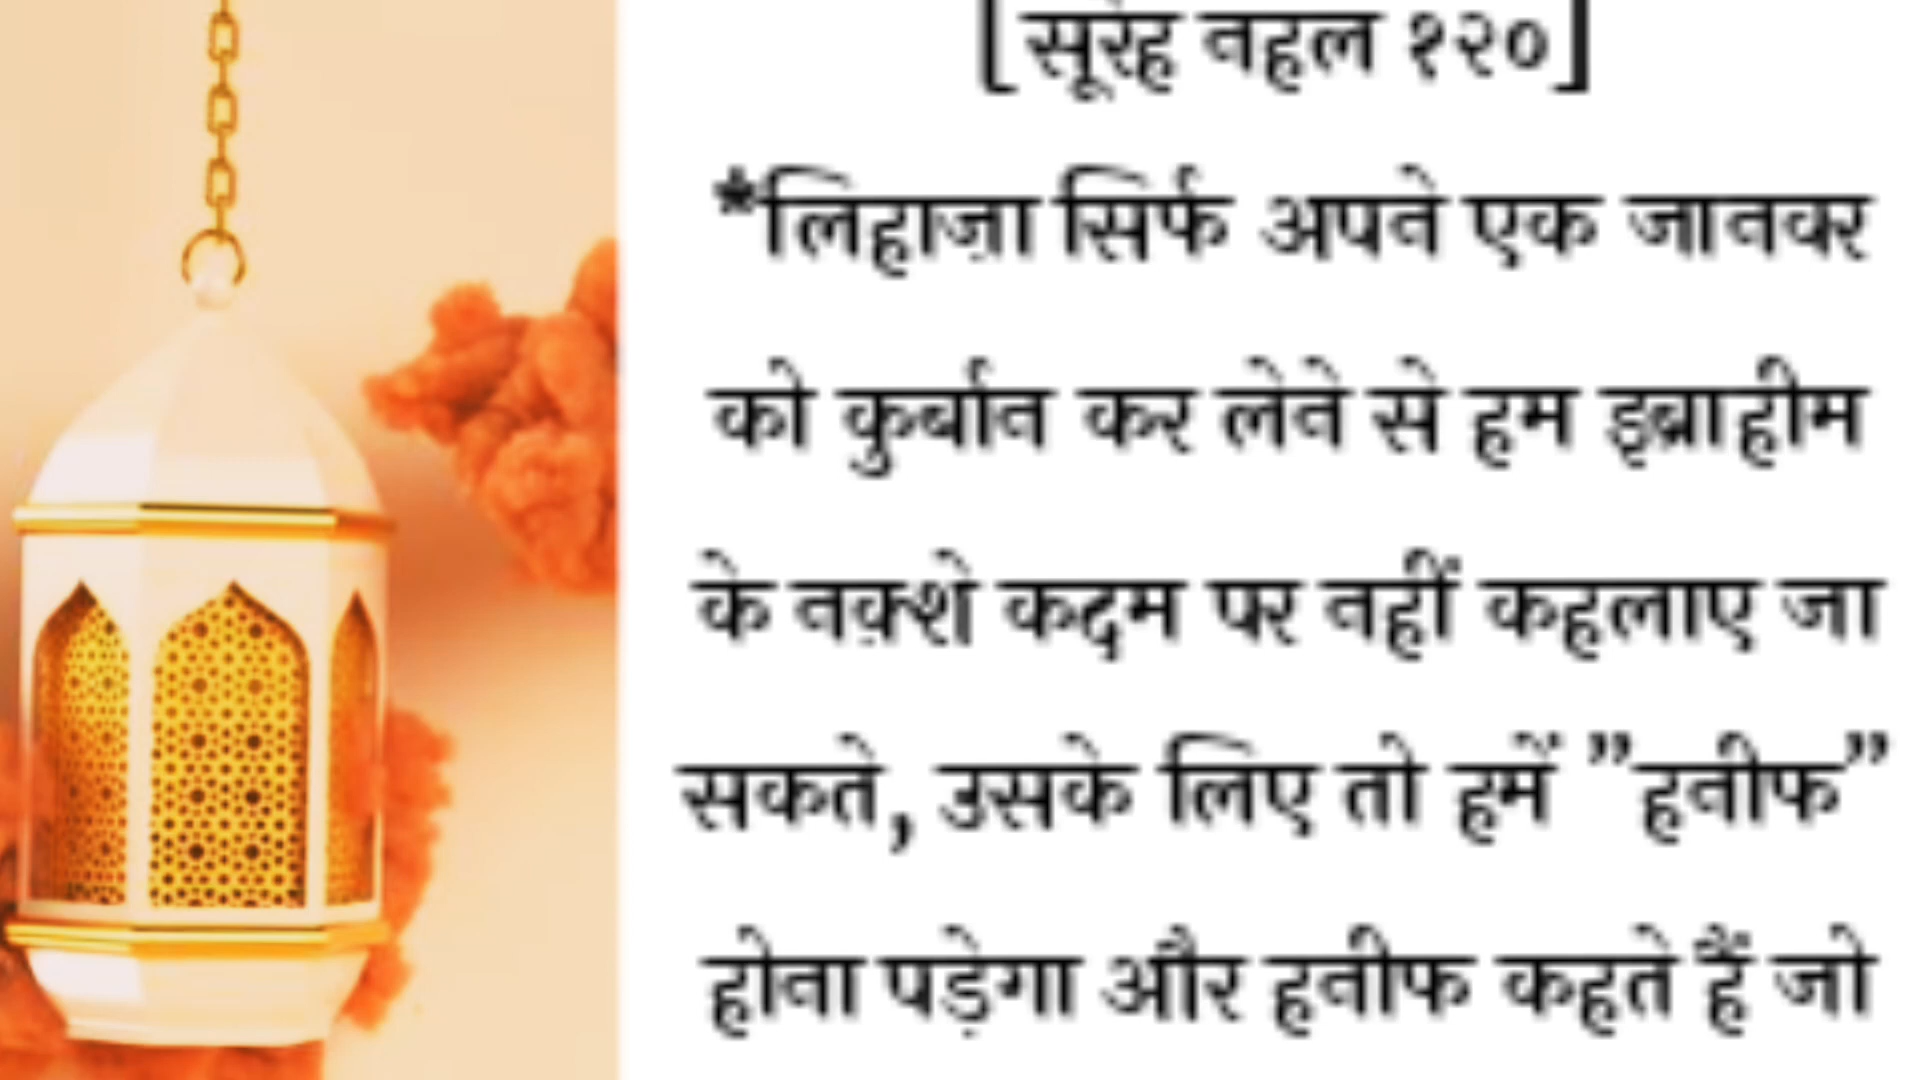 [सूरेह नहल १२०]
*लिहाज़ा सिर्फ अपने एक जानवर
को कुर्बान कर लेने से हम इब्राहीम
के नक़्शे कदम पर नहीं कहलाए जा
सकते, उसके लिए तो हमें ”हनीफ”
होना पड़ेगा और हनीफ कहते हैं जो